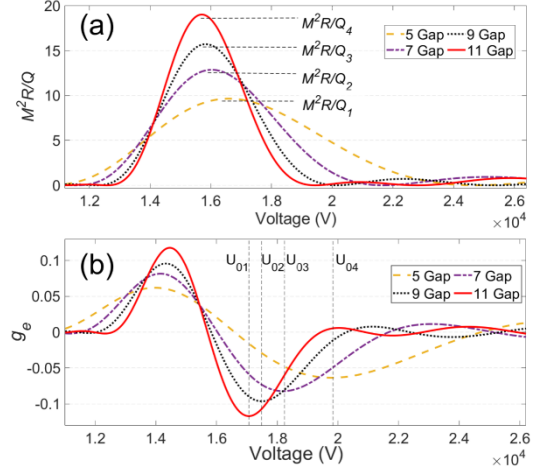 (a)
M²R/Q₄
M²R/Q₃
M²R/Q₂
M²R/Q₁
5 Gap 9 Gap
7 Gap 11 Gap
M²R/Q
20
15
10
5
0
1.2 1.4 1.6 1.8 2 2.2 2.4 2.6
Voltage (V)
×10⁴
(b)
U₀₁ U₀₂ U₀₃ U₀₄
5 Gap 7 Gap
9 Gap 11 Gap
gₑ
0.1
0.05
0
-0.05
-0.1
1.2 1.4 1.6 1.8 2 2.2 2.4 2.6
Voltage (V)
×10⁴